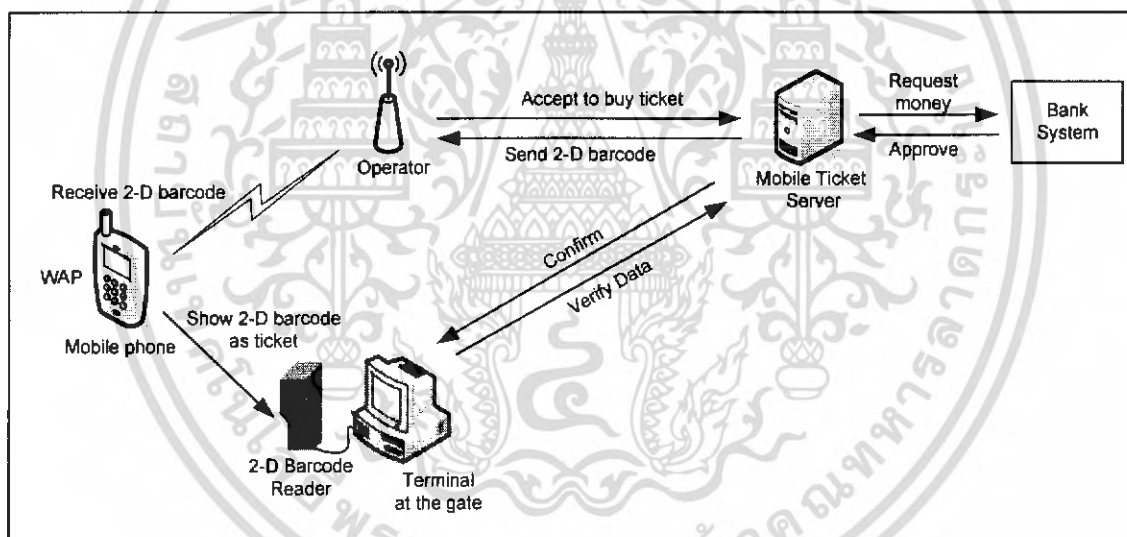 Accept to buy ticket
Request
money
Bank
System
Send 2-D barcode
Approve
Operator
Mobile Ticket
Server
Receive 2-D barcode
WAP
Mobile phone
Confirm
Verify Data
Show 2-D barcode
as ticket
2-D Barcode
Reader
Terminal
at the gate